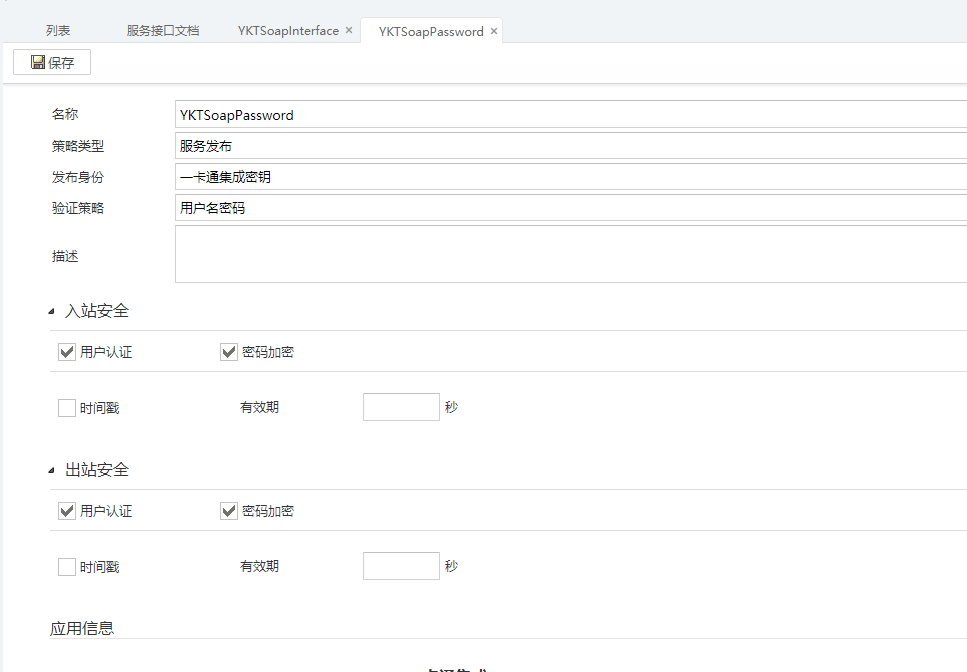 列表 服务接口文档 YKTSoapInterface × YKTSoapPassword ×
保存
名称 YKTSoapPassword
策略类型 服务发布
发布身份 一卡通集成密钥
验证策略 用户名密码
描述
入站安全
用户认证 密码加密
时间戳 有效期 秒
出站安全
用户认证 密码加密
时间戳 有效期 秒
应用信息